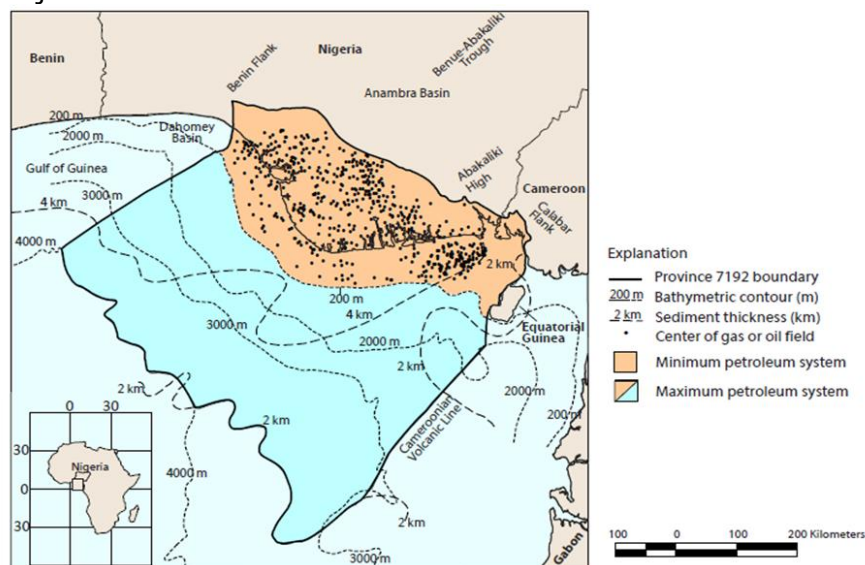 Benin
Nigeria
Benin Flank
Benue-Abakaliki
Trough
Anambra Basin
200 m
2000 m
Dahomey
Basin
Gulf of Guinea
3000 m
4 km
4000 m
Abakaliki
High
Cameroon
Calabar
Flank
2 km
200 m
4 km
3000 m
2000 m
Equatorial
Guinea
2 km
2000 m
200 m
2 km
2 km
Cameroonian
Volcanic Line
4000 m
2 km
3000 m
Gabon
0 30
30
0
30
Nigeria
Explanation
Province 7192 boundary
200 m Bathymetric contour (m)
2 km Sediment thickness (km)
Center of gas or oil field
Minimum petroleum system
Maximum petroleum system
100 0 100 200 Kilometers